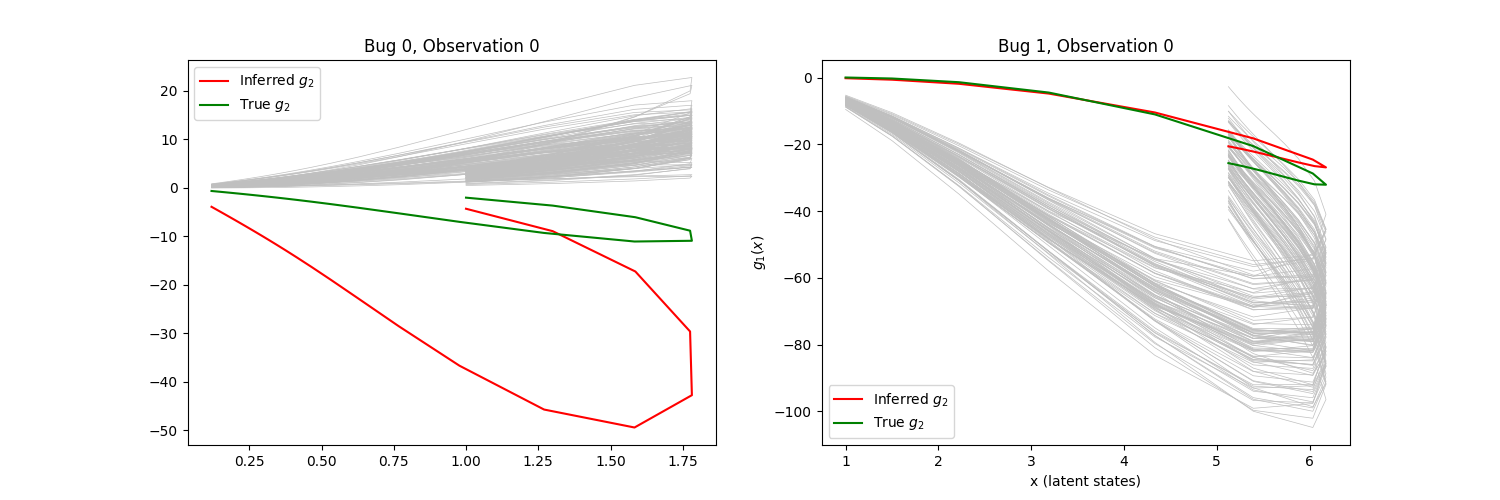 Bug 0, Observation 0
Inferred g₂
True g₂
20
10
0
−10
−20
−30
−40
−50
0.25 0.50 0.75 1.00 1.25 1.50 1.75
Bug 1, Observation 0
g₁(x)
0
−20
−40
−60
−80
−100
Inferred g₂
True g₂
1 2 3 4 5 6
x (latent states)